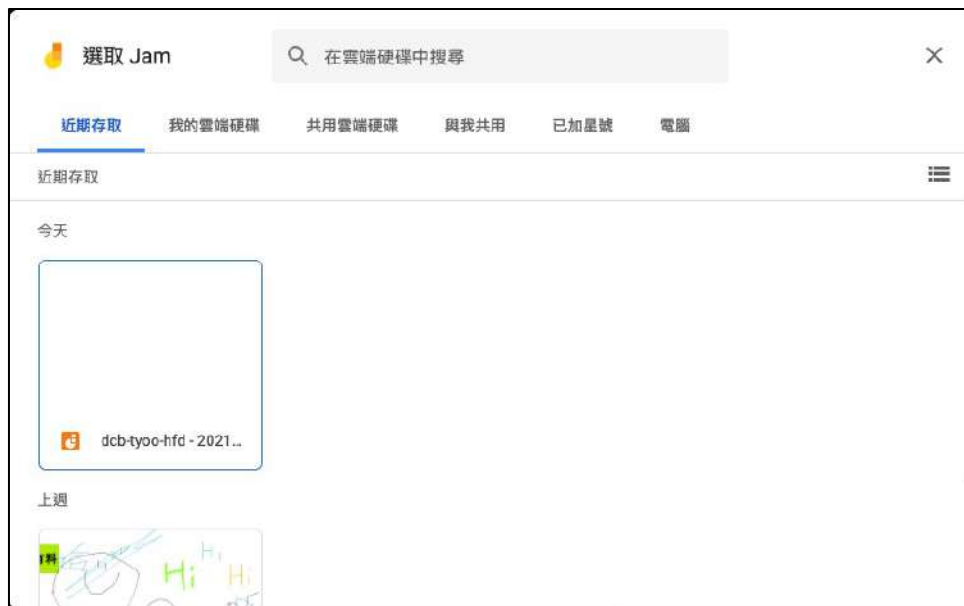 選取 Jam
在雲端硬碟中搜尋
近期存取 我的雲端硬碟 共用雲端硬碟 與我共用 已加星號 電腦
近期存取
今天
dcb-tyoo-hfd - 2021...
上週
Hi
Hi
Hi